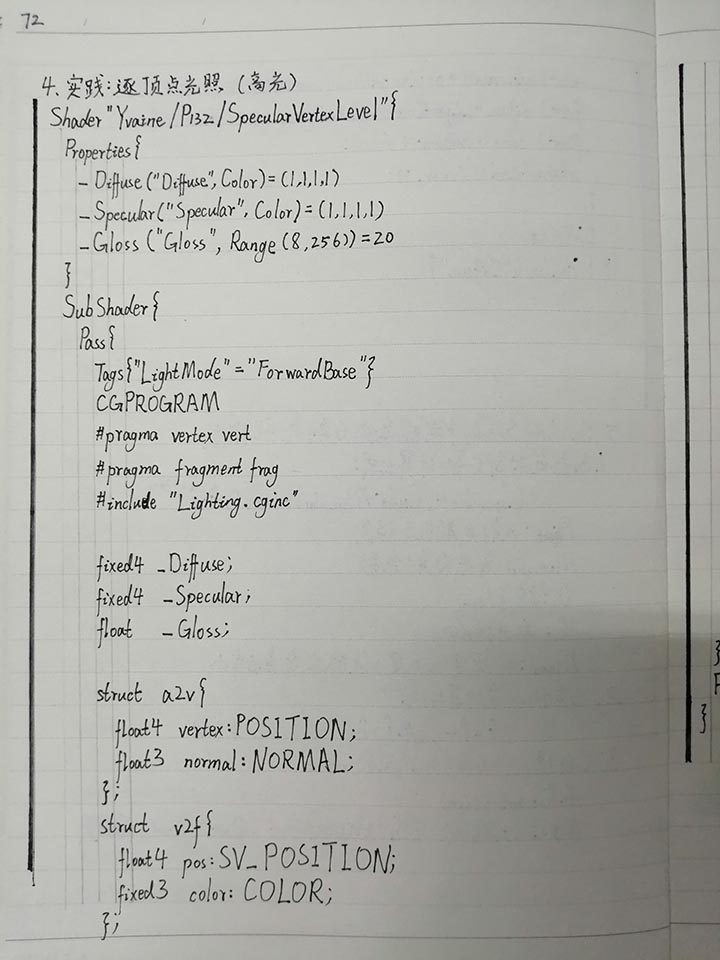 72
4、实践:逐顶点光照(高光)
Shader "Yvaine/P132/SpecularVertexLevel"{
Properties{
_Diffuse("Diffuse", Color)=(1,1,1,1)
_Specular("Specular", Color)=(1,1,1,1)
_Gloss ("Gloss", Range(8,256))=20
}
SubShader{
Pass{
Tags{"LightMode"="ForwardBase"}
CGPROGRAM
#pragma vertex vert
#pragma fragment frag
#include "Lighting.cginc"
fixed4 _Diffuse;
fixed4 _Specular;
float _Gloss;
struct a2v{
float4 vertex:POSITION;
float3 normal:NORMAL;
};
struct v2f{
float4 pos:SV_POSITION;
fixed3 color:COLOR;
};
}
F
}